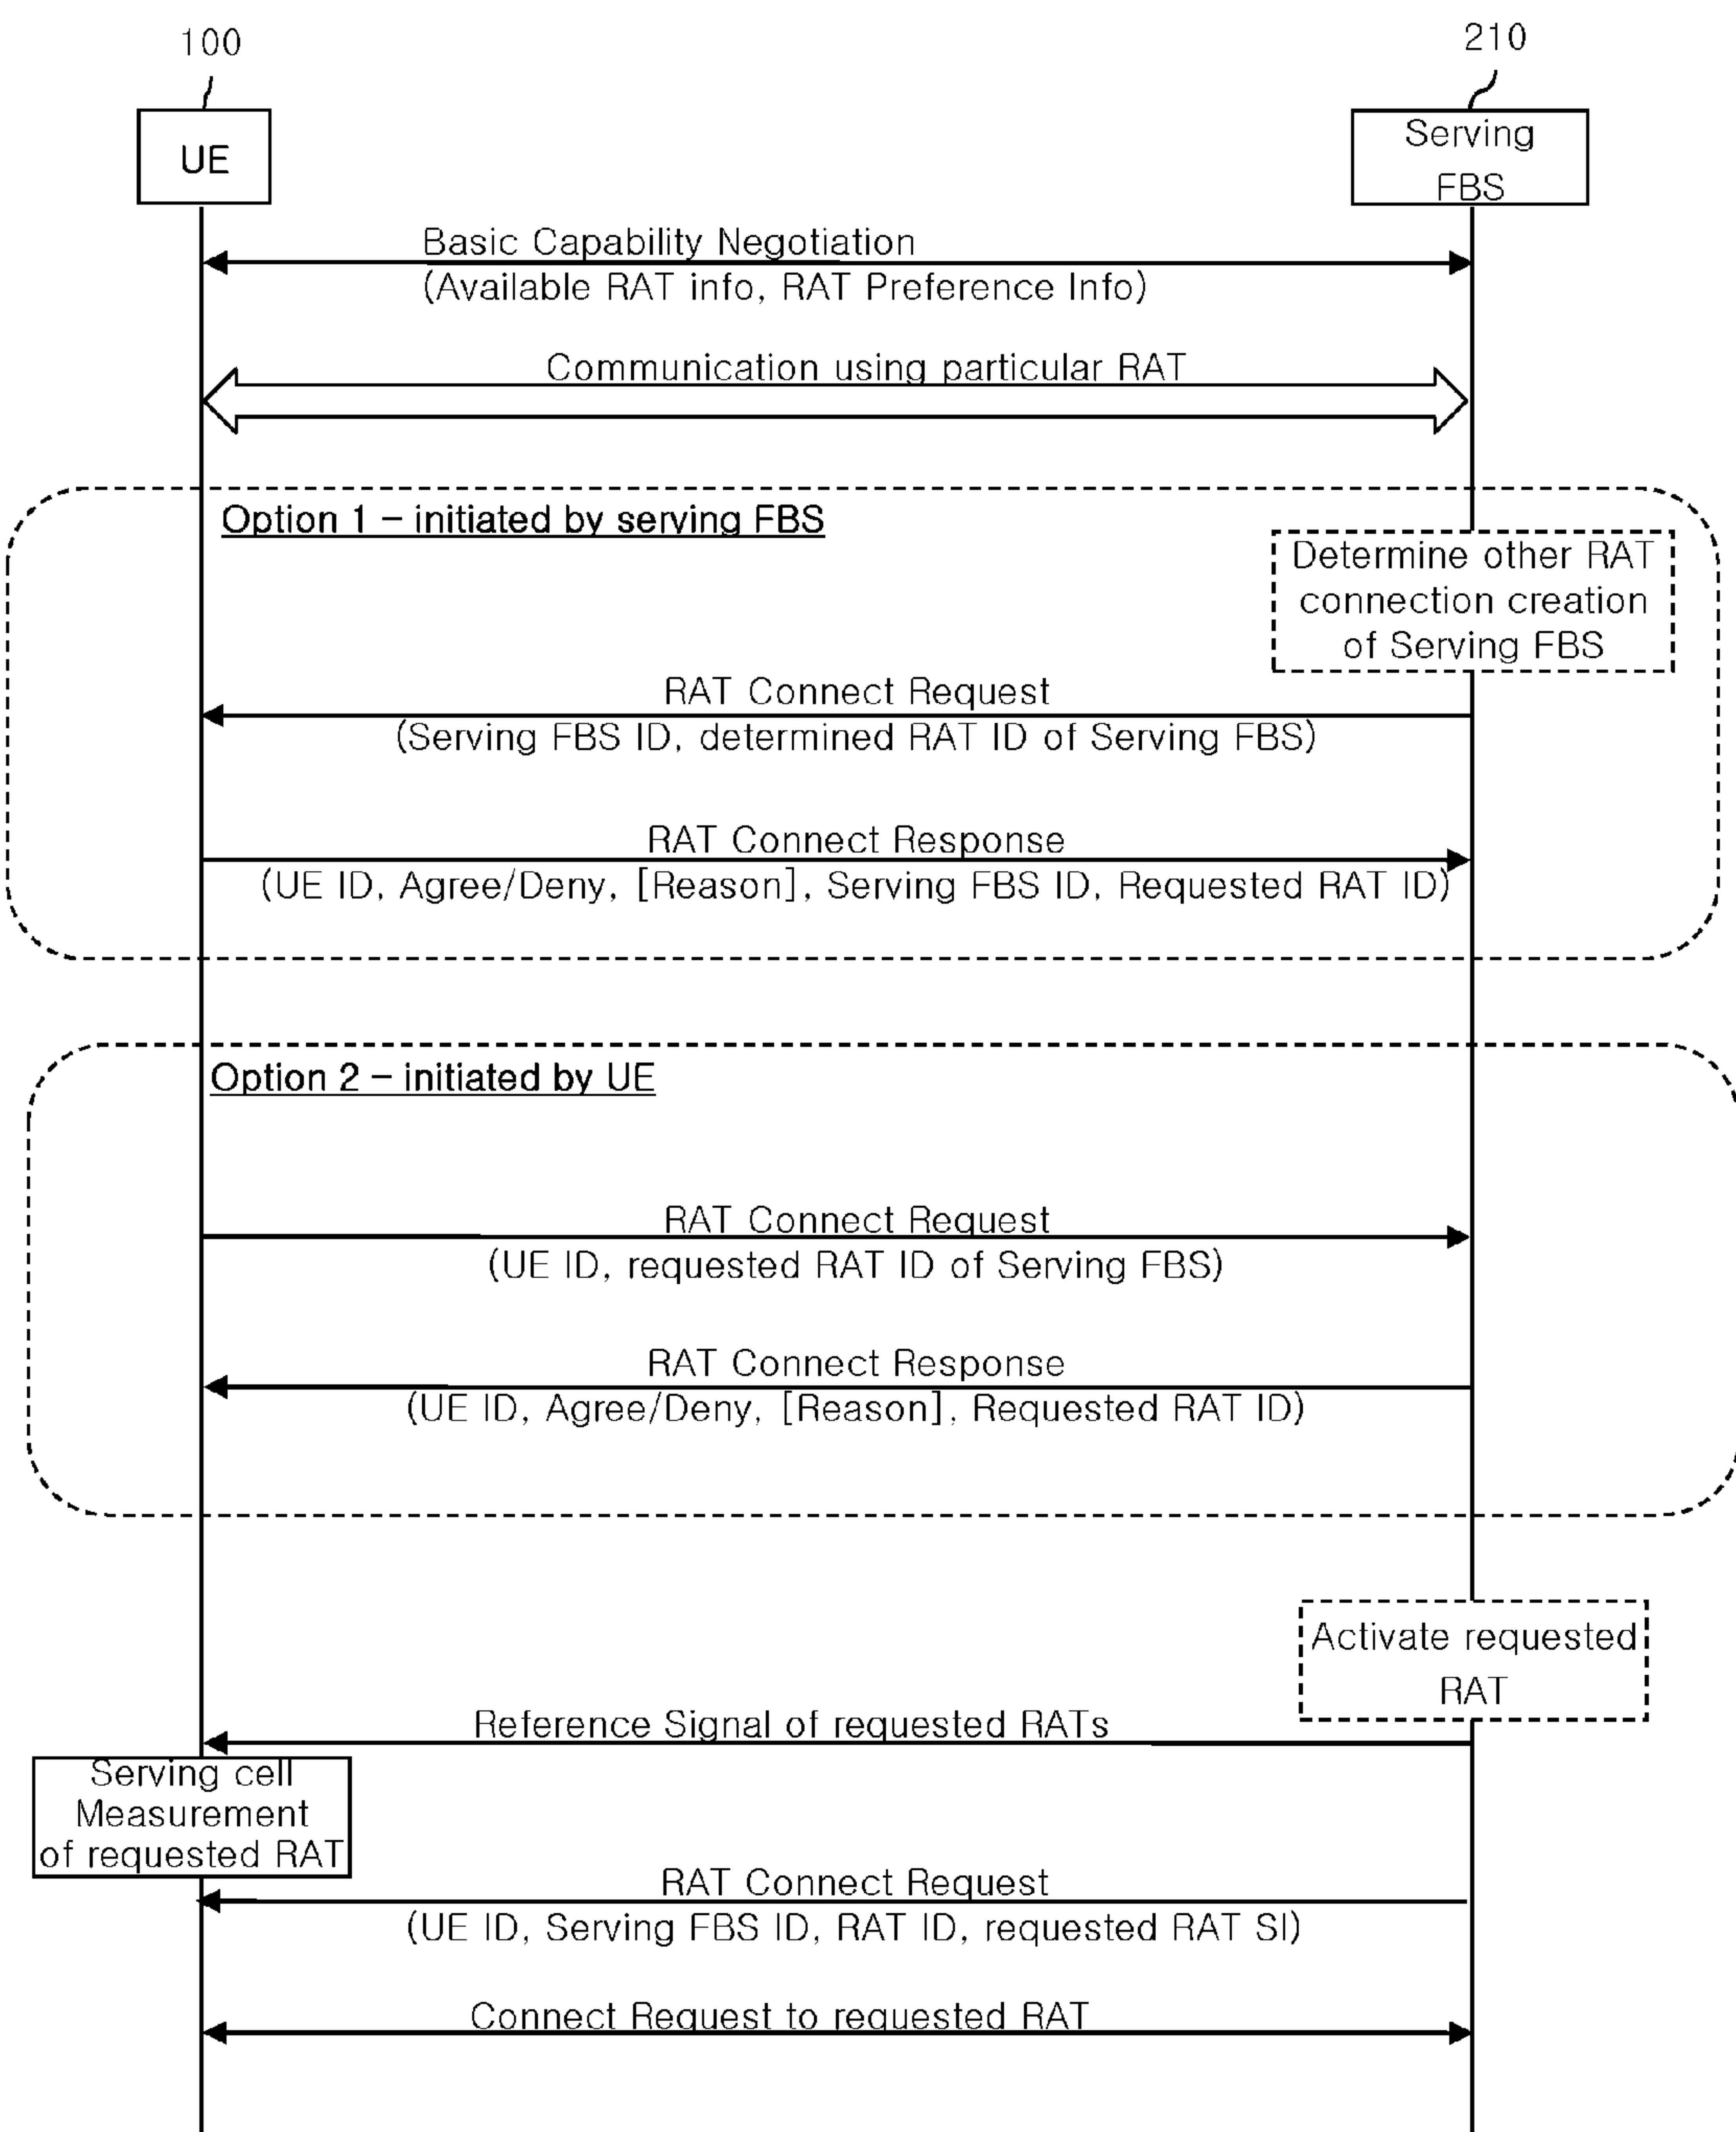 100
210
UE
Serving
FBS
Basic Capability Negotiation
(Available RAT info, RAT Preference Info)
Communication using particular RAT
Option 1 – initiated by serving FBS
Determine other RAT
connection creation
of Serving FBS
RAT Connect Request
(Serving FBS ID, determined RAT ID of Serving FBS)
RAT Connect Response
(UE ID, Agree/Deny, [Reason], Serving FBS ID, Requested RAT ID)
Option 2 – initiated by UE
RAT Connect Request
(UE ID, requested RAT ID of Serving FBS)
RAT Connect Response
(UE ID, Agree/Deny, [Reason], Requested RAT ID)
Activate requested
RAT
Reference Signal of requested RATs
Serving cell
Measurement
of requested RAT
RAT Connect Request
(UE ID, Serving FBS ID, RAT ID, requested RAT SI)
Connect Request to requested RAT